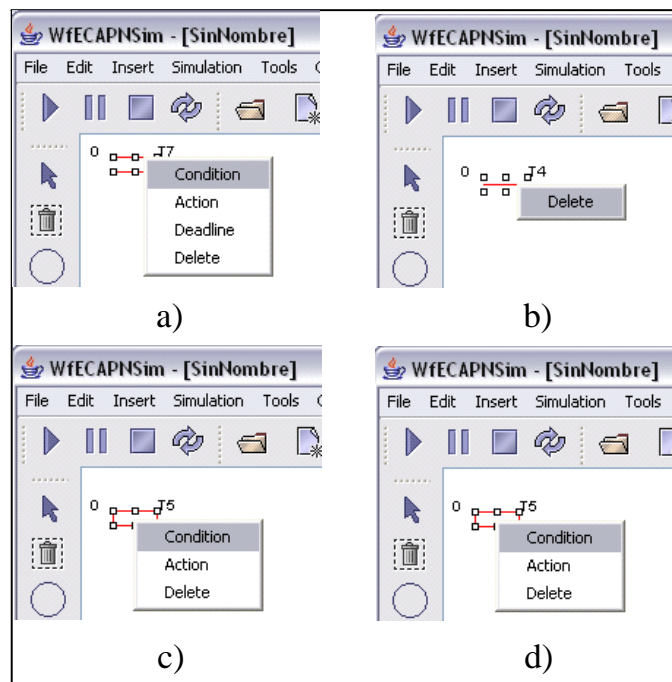 WfECAPNSim - [SinNombre]
File Edit Insert Simulation Tools
0 T7
Condition
Action
Deadline
Delete
a)
WfECAPNSim - [SinNombre]
File Edit Insert Simulation Tools
0 T4
Delete
b)
WfECAPNSim - [SinNombre]
File Edit Insert Simulation Tools
0 T5
Condition
Action
Delete
c)
WfECAPNSim - [SinNombre]
File Edit Insert Simulation Tools
0 T5
Condition
Action
Delete
d)